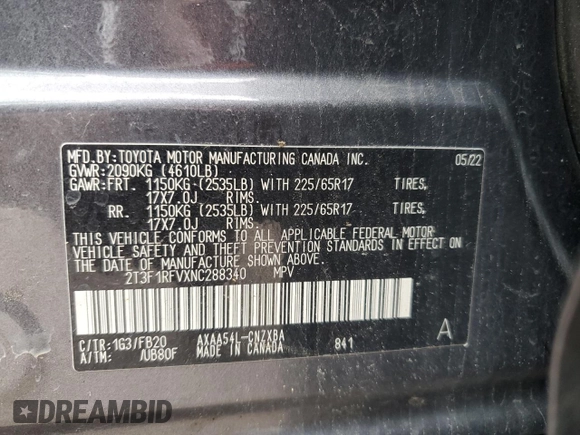 MFD.BY:TOYOTA MOTOR MANUFACTURING CANADA INC. 05/22
GVWR:2090KG (4610LB)
GAWR:FRT. 1150KG (2535LB) WITH 225/65R17 TIRES,
17X7.0J RIMS.
RR. 1150KG (2535LB) WITH 225/65R17 TIRES,
17X7.0J RIMS.
THIS VEHICLE CONFORMS TO ALL APPLICABLE FEDERAL MOTOR
VEHICLE SAFETY AND THEFT PREVENTION STANDARDS IN EFFECT ON
THE DATE OF MANUFACTURE SHOWN ABOVE.
2T3F1RFVXNC288340 MPV
C/TR:1G3/FB20 AXAA54L-CNZXBA 841 A
A/TM: /UB80F MADE IN CANADA
DREAMBID